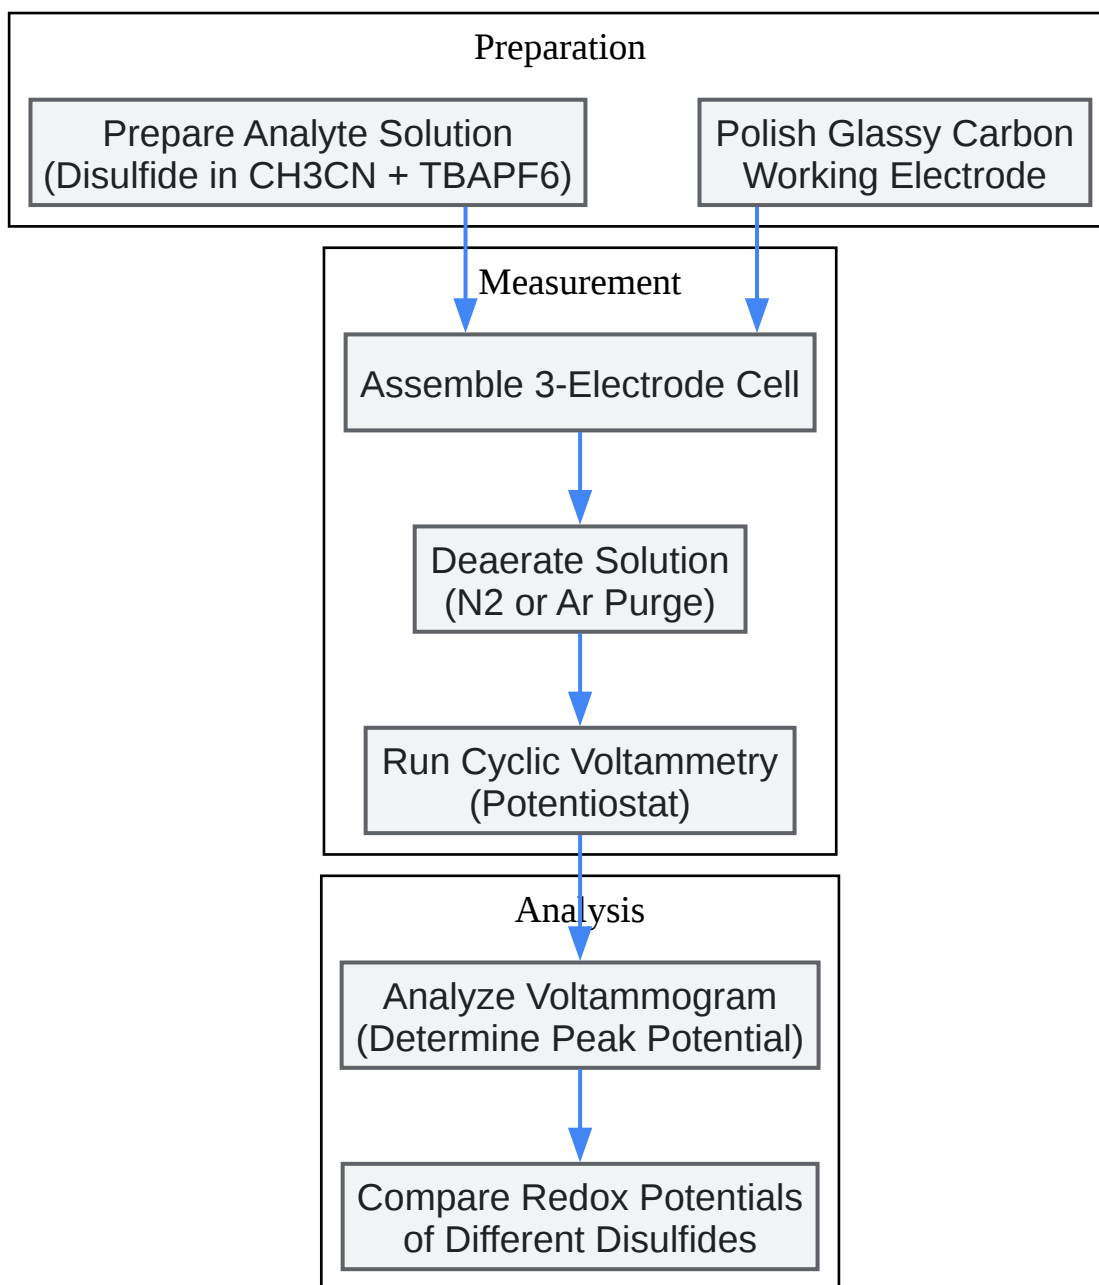 Preparation
Prepare Analyte Solution
(Disulfide in CH3CN + TBAPF6)
Polish Glassy Carbon
Working Electrode
Measurement
Assemble 3-Electrode Cell
Deaerate Solution
(N2 or Ar Purge)
Run Cyclic Voltammetry
(Potentiostat)
Analysis
Analyze Voltammogram
(Determine Peak Potential)
Compare Redox Potentials
of Different Disulfides